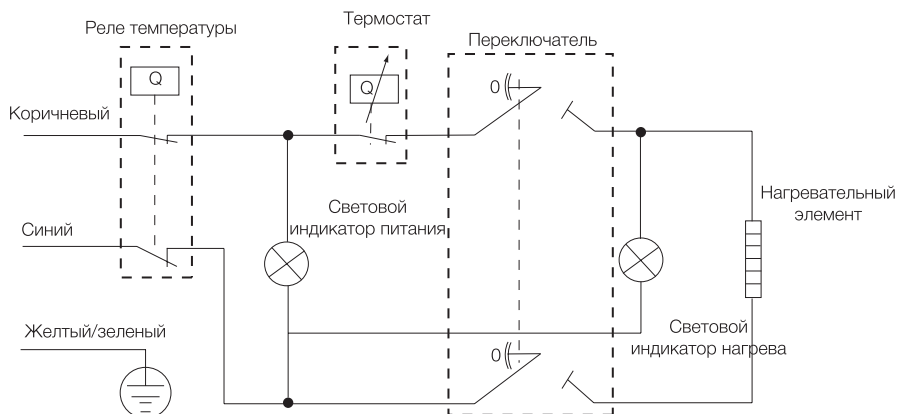 Реле температуры
Термостат
Переключатель
Q
Q
0
Коричневый
Синий
Световой
индикатор питания
Нагревательный
элемент
Желтый/зеленый
0
Световой
индикатор нагрева